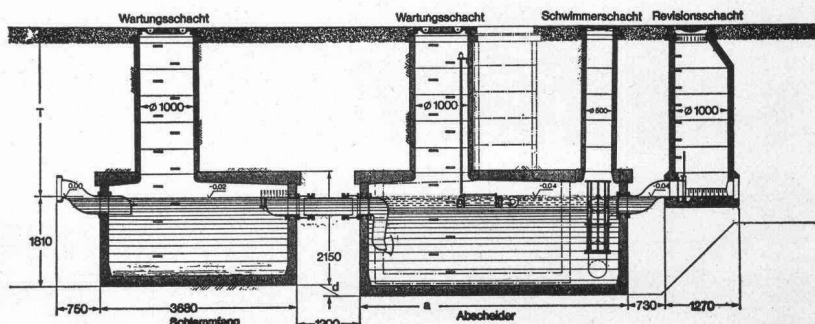 Wartungsschacht Wartungsschacht Schwimmerschacht Revisionsschacht
T
Ø 1000 Ø 1000 Ø 500 Ø 1000
0,00 -0,02 -0,04 -0,04
1810
2150
d
750 3680 a 730 1270
Schlammfang 1200 Abscheider